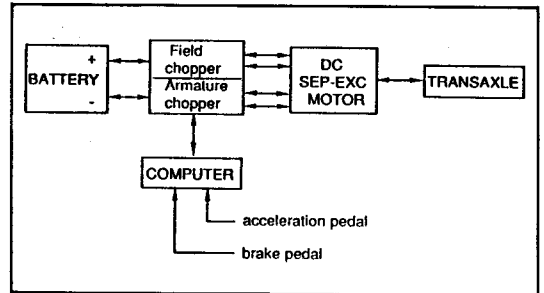 +
BATTERY
-
Field
chopper
Armature
chopper
DC
SEP-EXC
MOTOR
TRANSAXLE
COMPUTER
acceleration pedal
brake pedal